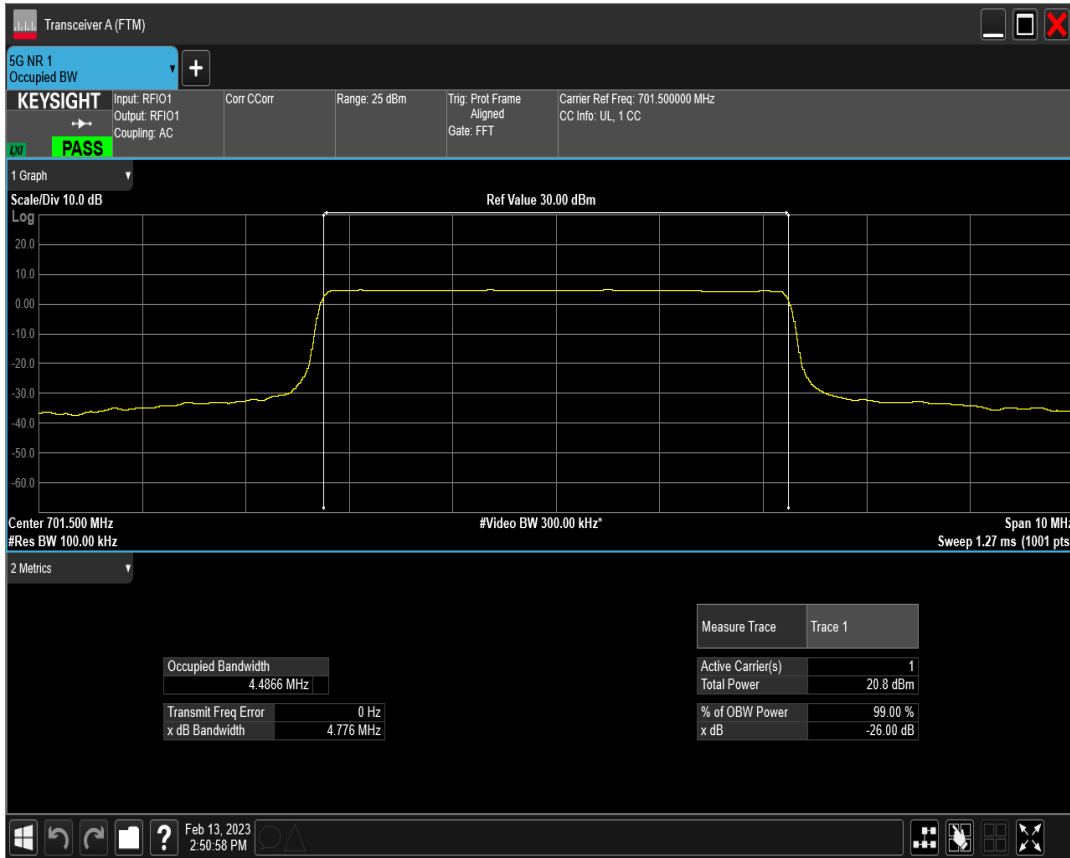 Transceiver A (FTM)
5G NR 1
Occupied BW
+
KEYSIGHT
LXI
PASS
Input: RFIO1
Output: RFIO1
Coupling: AC
Corr CCorr
Range: 25 dBm
Trig: Prot Frame
Aligned
Gate: FFT
Carrier Ref Freq: 701.500000 MHz
CC Info: UL, 1 CC
1 Graph
Scale/Div 10.0 dB
Ref Value 30.00 dBm
Log
20.0
10.0
0.00
-10.0
-20.0
-30.0
-40.0
-50.0
-60.0
Center 701.500 MHz
#Video BW 300.00 kHz*
Span 10 MHz
#Res BW 100.00 kHz
Sweep 1.27 ms (1001 pts
2 Metrics
Measure Trace Trace 1
Occupied Bandwidth
4.4866 MHz
Transmit Freq Error 0 Hz
x dB Bandwidth 4.776 MHz
Active Carrier(s) 1
Total Power 20.8 dBm
% of OBW Power 99.00 %
x dB -26.00 dB
?
Feb 13, 2023
2:50:58 PM